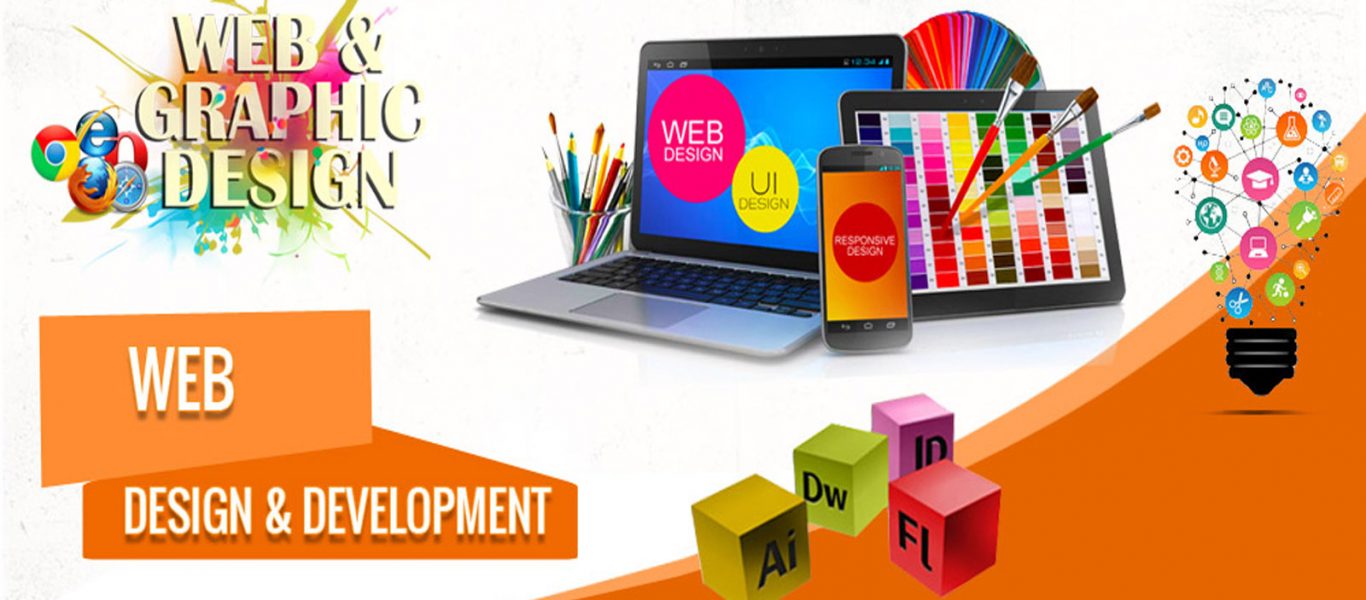 WEB &
GRAPHIC
DESIGN
WEB
DESIGN
UI
DESIGN
RESPONSIVE
DESIGN
WEB
DESIGN & DEVELOPMENT
Ai
Dw
ID
Fl